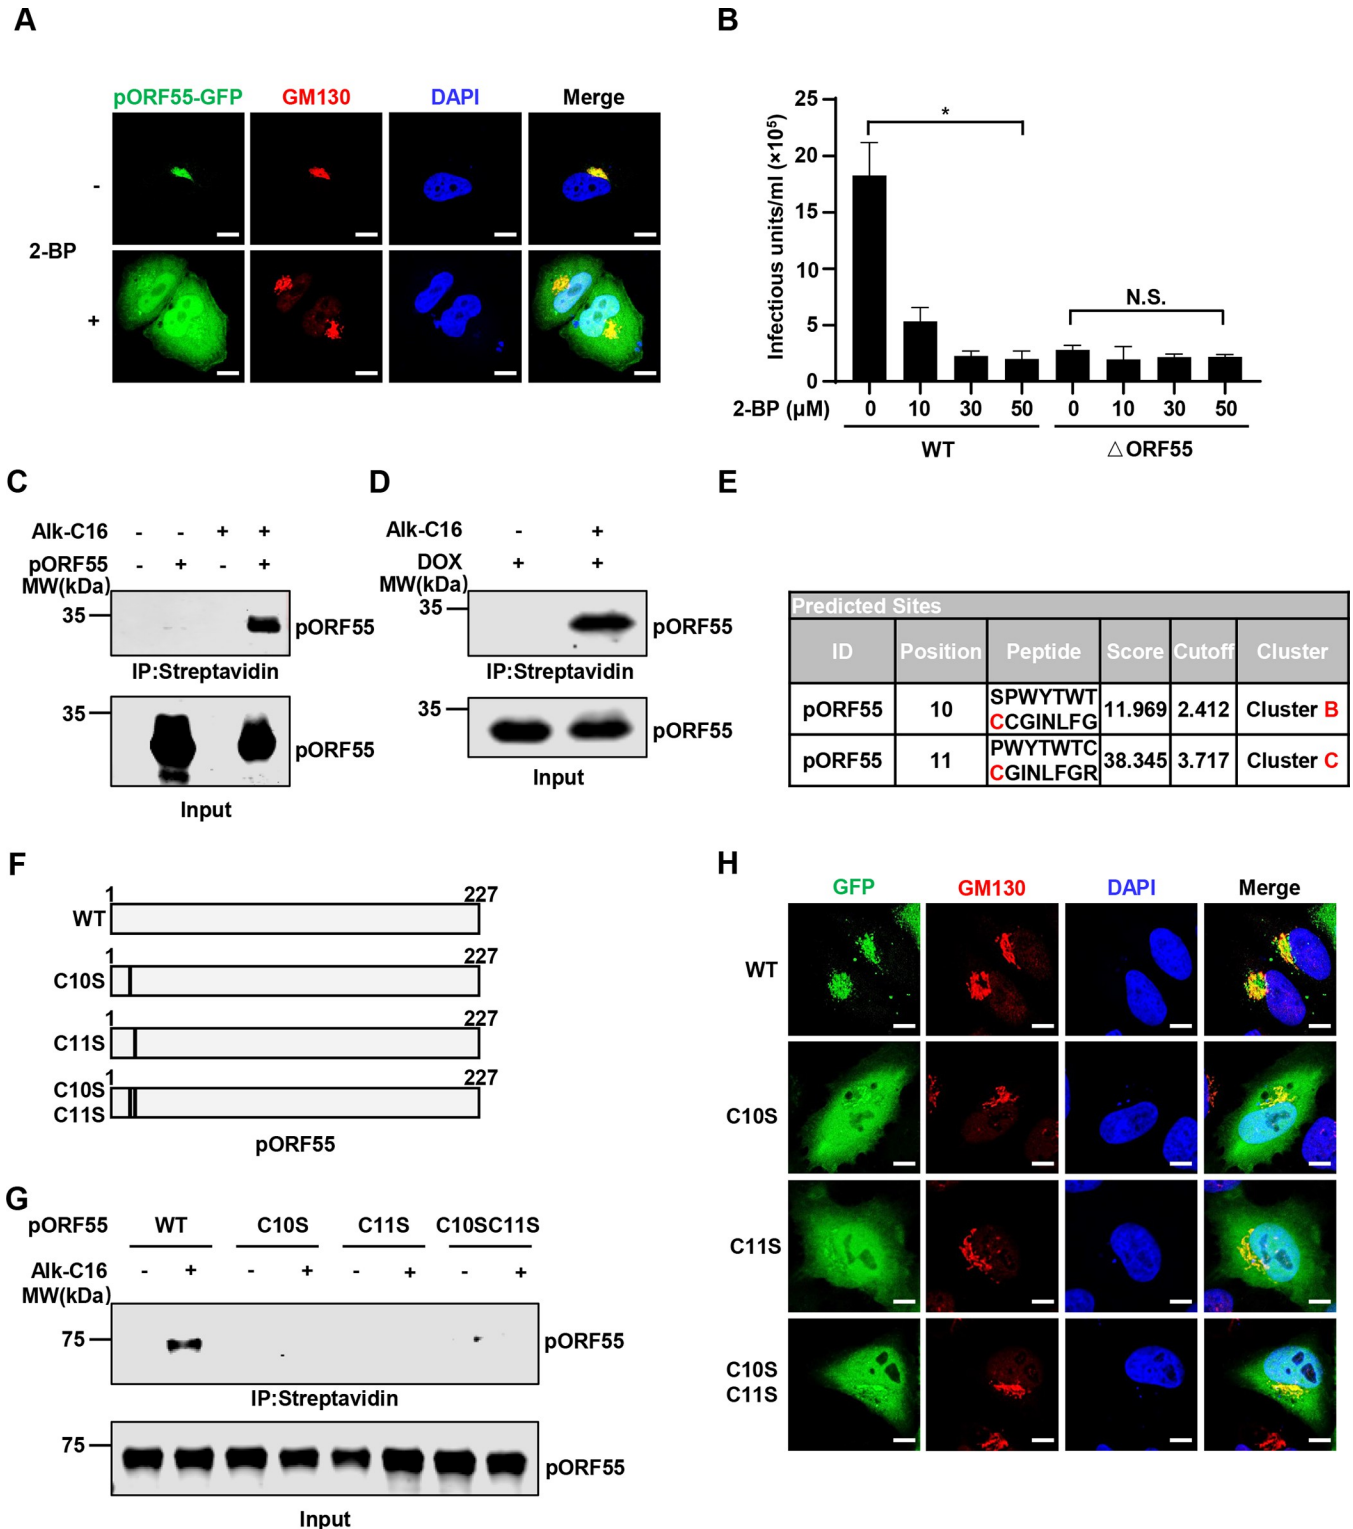 A
pORF55-GFP GM130 DAPI Merge
-
2-BP
+
B
Infectious units/ml (×10⁵)
25
20
15
10
5
0
*
N.S.
2-BP (μM) 0 10 30 50 0 10 30 50
WT △ORF55
C
Alk-C16 - - + +
pORF55 - + - +
MW(kDa)
35
pORF55
IP:Streptavidin
35
pORF55
Input
D
Alk-C16 - +
DOX + +
MW(kDa)
35
pORF55
IP:Streptavidin
35
pORF55
Input
E
Predicted Sites
ID Position Peptide Score Cutoff Cluster
pORF55 10 SPWYTWT
CCGINLFG 11.969 2.412 Cluster B
pORF55 11 PWYTWTC
CGINLFGR 38.345 3.717 Cluster C
F
1 227
WT
1 227
C10S
1 227
C11S
1 227
C10S
C11S
pORF55
G
pORF55 WT C10S C11S C10SC11S
Alk-C16 - + - + - + - +
MW(kDa)
75
pORF55
IP:Streptavidin
75
pORF55
Input
H
GFP GM130 DAPI Merge
WT
C10S
C11S
C10S
C11S